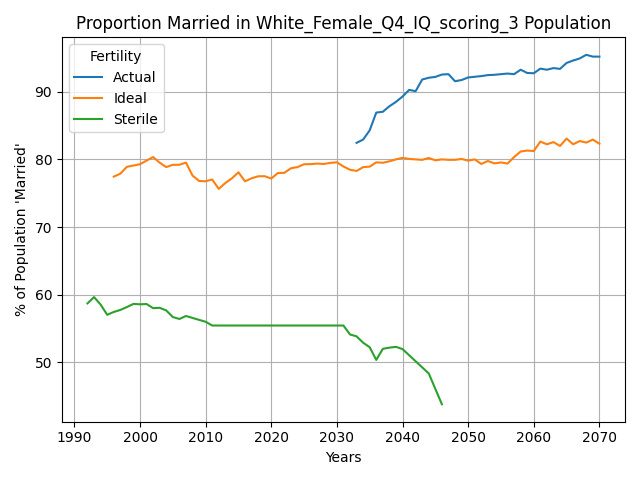 Proportion Married in White_Female_Q4_IQ_scoring_3 Population
Fertility
Actual
Ideal
Sterile
% of Population 'Married'
90
80
70
60
50
1990
2000
2010
2020
2030
2040
2050
2060
2070
Years